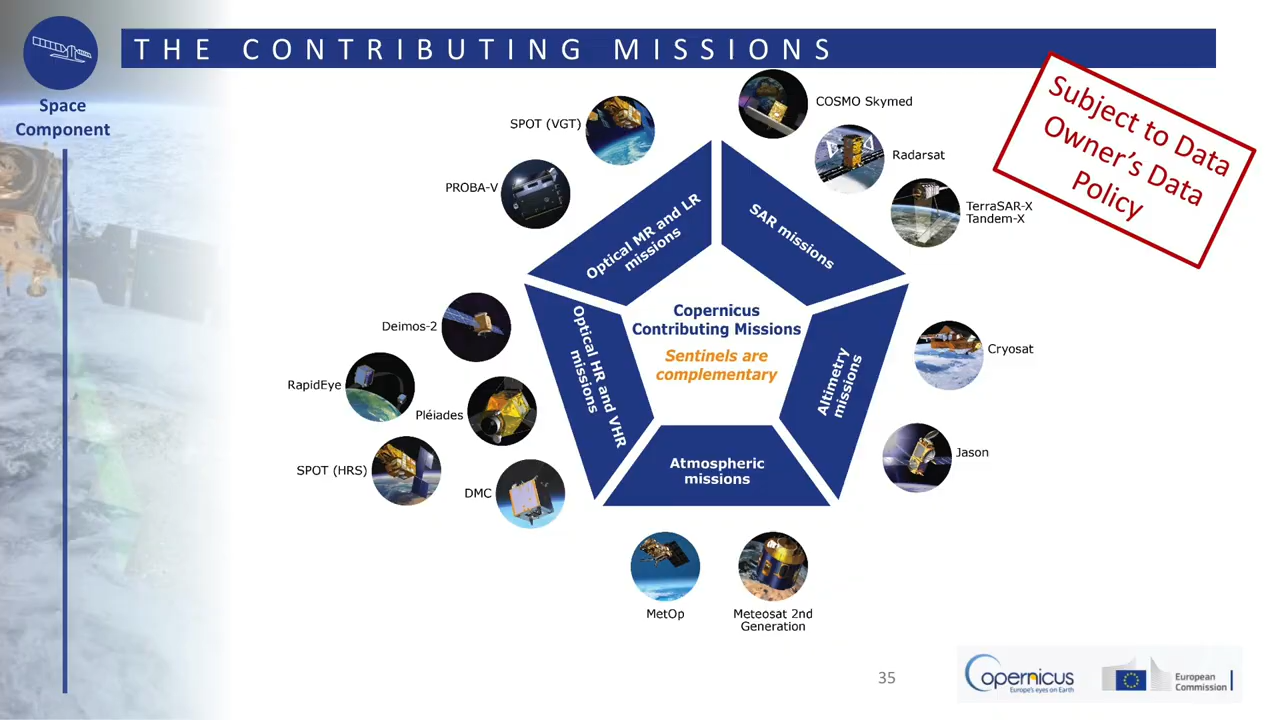 THE CONTRIBUTING MISSIONS
Space
Component
Subject to Data
Owner's Data
Policy
COSMO Skymed
SPOT (VGT)
Radarsat
PROBA-V
TerraSAR-X
Tandem-X
Optical MR and LR
missions
SAR missions
Copernicus
Contributing Missions
Sentinels are
complementary
Deimos-2
RapidEye
Pléiades
SPOT (HRS)
DMC
Optical HR and VHR
missions
Altimetry
missions
Cryosat
Jason
Atmospheric
missions
MetOp
Meteosat 2nd
Generation
35
Copernicus
Europe's eyes on Earth
European
Commission